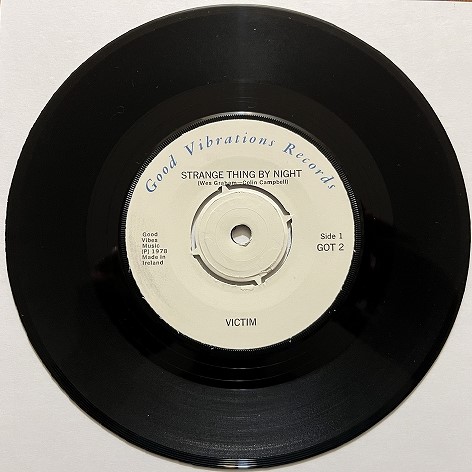 Good Vibrations Records
STRANGE THING BY NIGHT
(Wes Graham—Colin Campbell)
Good
Vibes
Music
(P) 1978
Made in
Ireland
Side 1
GOT 2
VICTIM